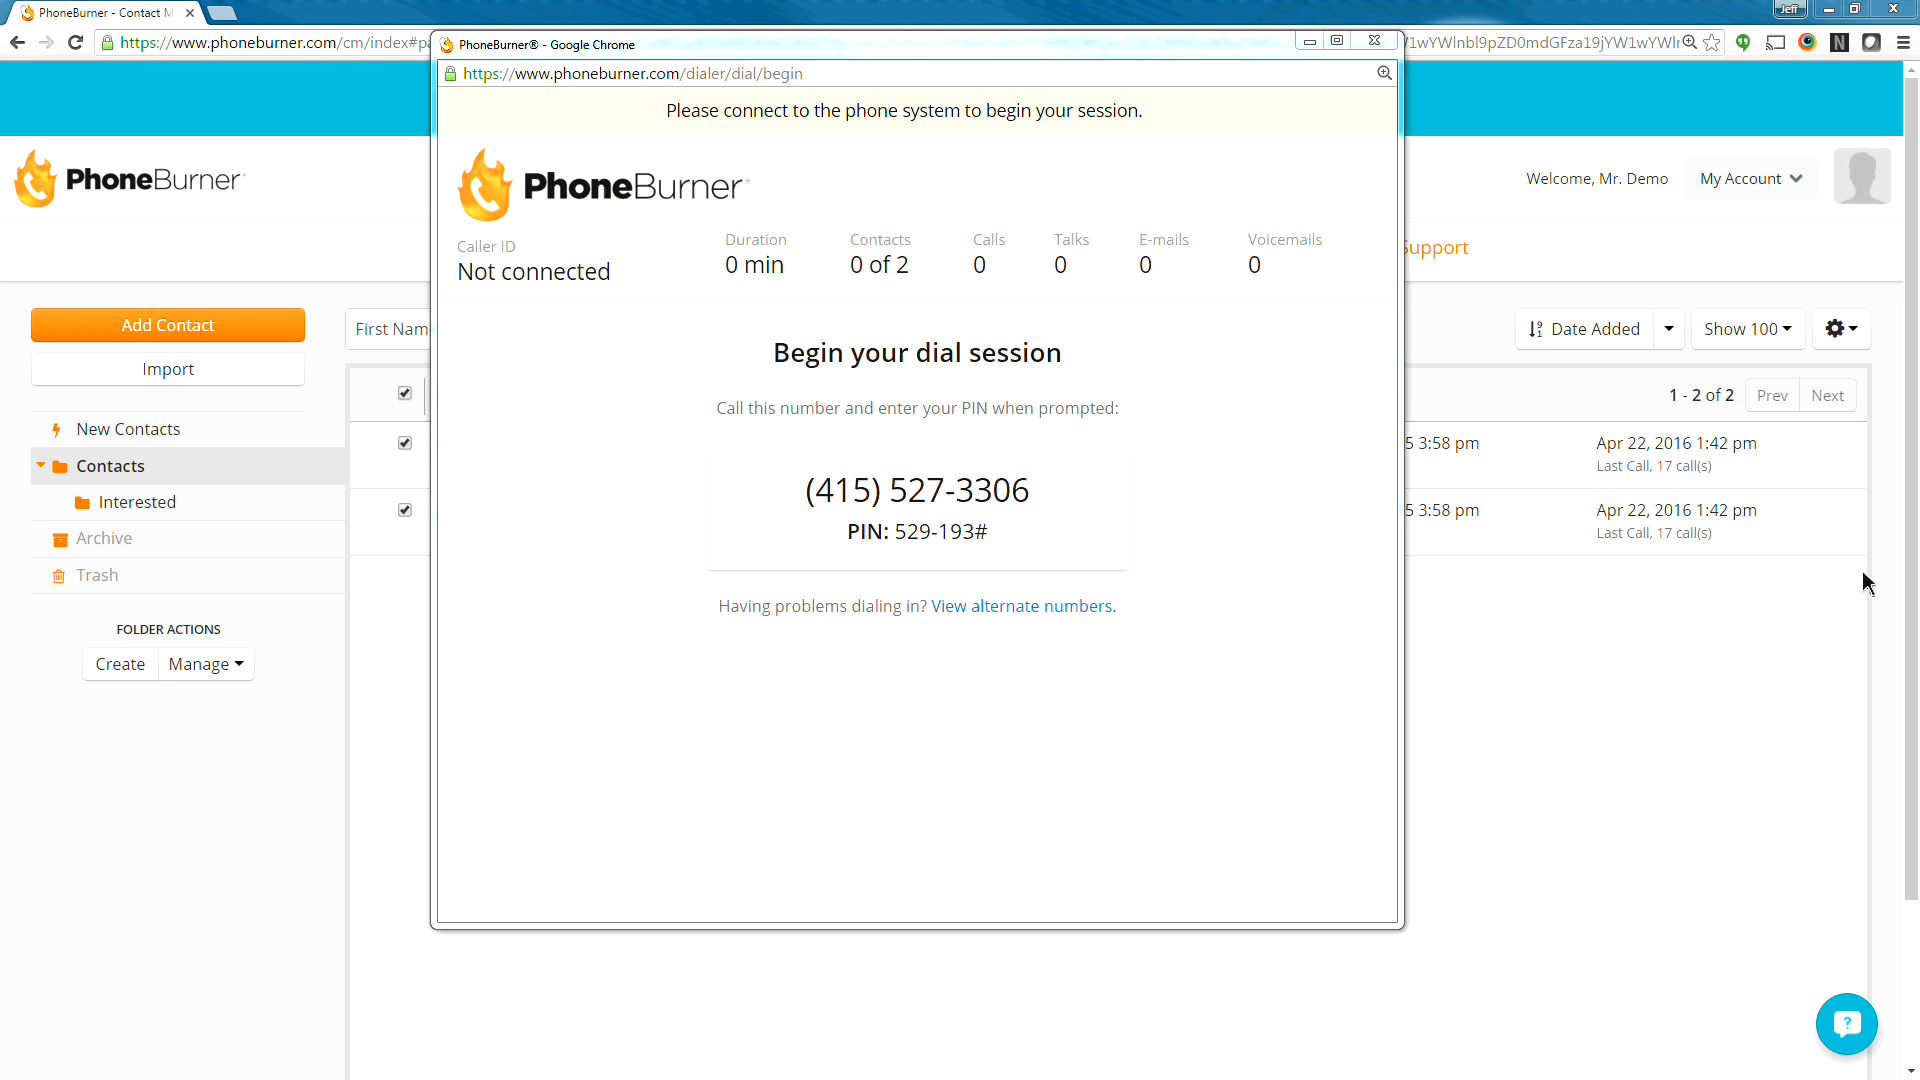 PhoneBurner - Contact M
Jeff
https://www.phoneburner.com/cm/index#pa
PhoneBurner® - Google Chrome
https://www.phoneburner.com/dialer/dial/begin
Please connect to the phone system to begin your session.
PhoneBurner
PhoneBurner
Welcome, Mr. Demo
My Account
Caller ID
Not connected
Duration
0 min
Contacts
0 of 2
Calls
0
Talks
0
E-mails
0
Voicemails
0
Support
Add Contact
Import
First Nam
Date Added
Show 100
Begin your dial session
Call this number and enter your PIN when prompted:
(415) 527-3306
PIN: 529-193#
Having problems dialing in? View alternate numbers.
1 - 2 of 2
Prev
Next
New Contacts
Contacts
Interested
Archive
Trash
5 3:58 pm
Apr 22, 2016 1:42 pm
Last Call, 17 call(s)
5 3:58 pm
Apr 22, 2016 1:42 pm
Last Call, 17 call(s)
FOLDER ACTIONS
Create
Manage